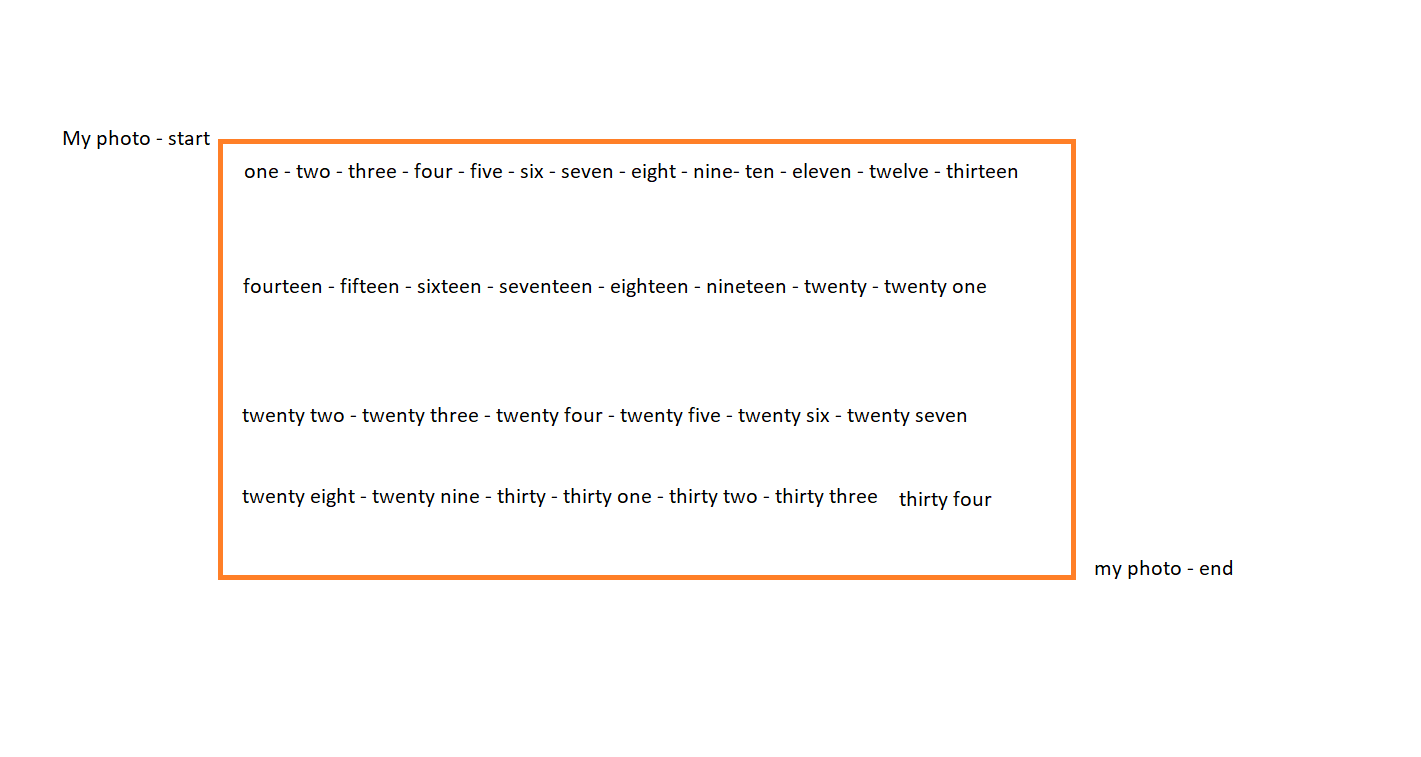 My photo - start
one - two - three - four - five - six - seven - eight - nine- ten - eleven - twelve - thirteen
fourteen - fifteen - sixteen - seventeen - eighteen - nineteen - twenty - twenty one
twenty two - twenty three - twenty four - twenty five - twenty six - twenty seven
twenty eight - twenty nine - thirty - thirty one - thirty two - thirty three thirty four
my photo - end